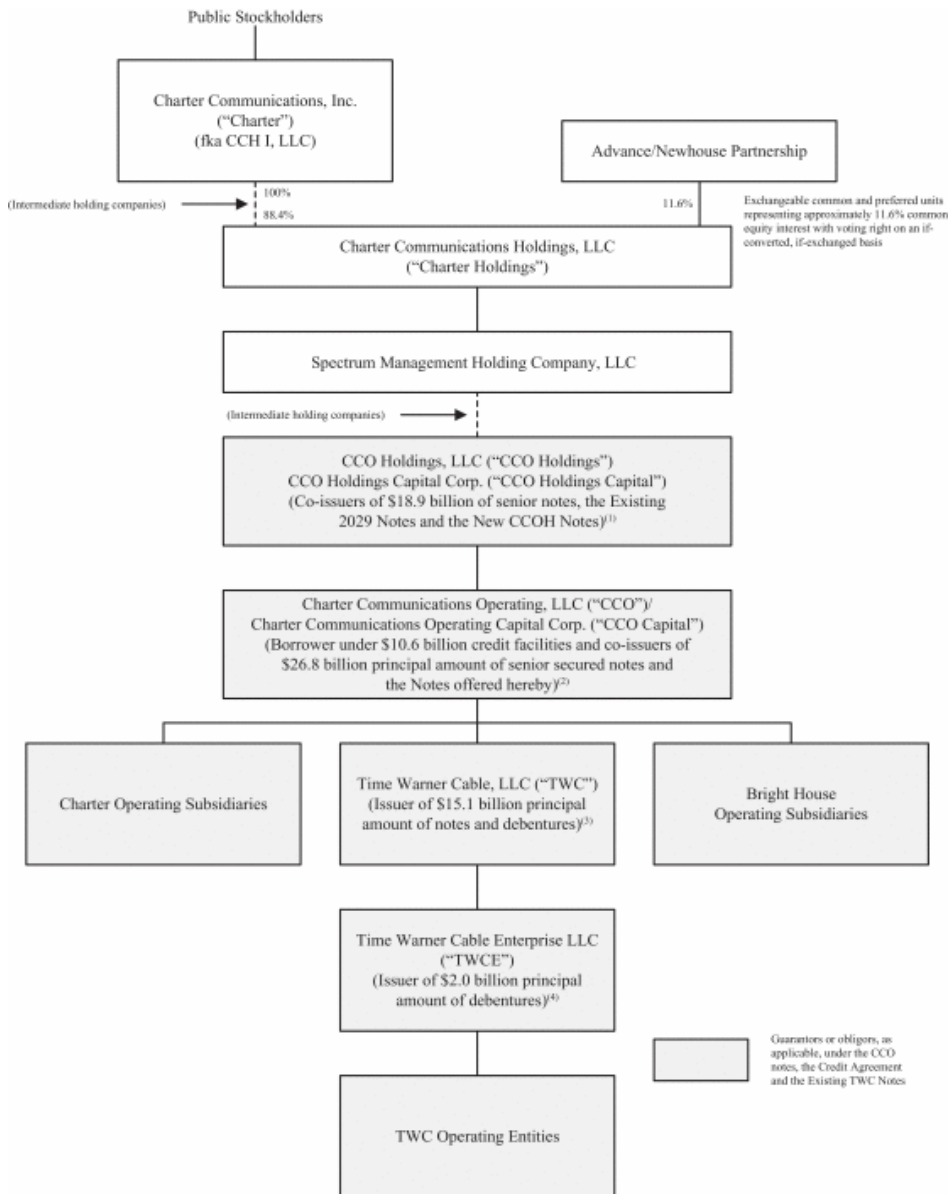 Public Stockholders
Charter Communications, Inc.
(“Charter”)
(fka CCH I, LLC)
Advance/Newhouse Partnership
(Intermediate holding companies)
100%
88.4%
11.6%
Exchangeable common and preferred units
representing approximately 11.6% common
equity interest with voting right on an if-
converted, if-exchanged basis
Charter Communications Holdings, LLC
(“Charter Holdings”)
Spectrum Management Holding Company, LLC
(Intermediate holding companies)
CCO Holdings, LLC (“CCO Holdings”)
CCO Holdings Capital Corp. (“CCO Holdings Capital”)
(Co-issuers of $18.9 billion of senior notes, the Existing
2029 Notes and the New CCOH Notes)(1)
Charter Communications Operating, LLC (“CCO”)/
Charter Communications Operating Capital Corp. (“CCO Capital”)
(Borrower under $10.6 billion credit facilities and co-issuers of
$26.8 billion principal amount of senior secured notes and
the Notes offered hereby)(2)
Charter Operating Subsidiaries
Time Warner Cable, LLC (“TWC”)
(Issuer of $15.1 billion principal
amount of notes and debentures)(3)
Bright House
Operating Subsidiaries
Time Warner Cable Enterprise LLC
(“TWCE”)
(Issuer of $2.0 billion principal
amount of debentures)(4)
Guarantors or obligors, as
applicable, under the CCO
notes, the Credit Agreement
and the Existing TWC Notes
TWC Operating Entities